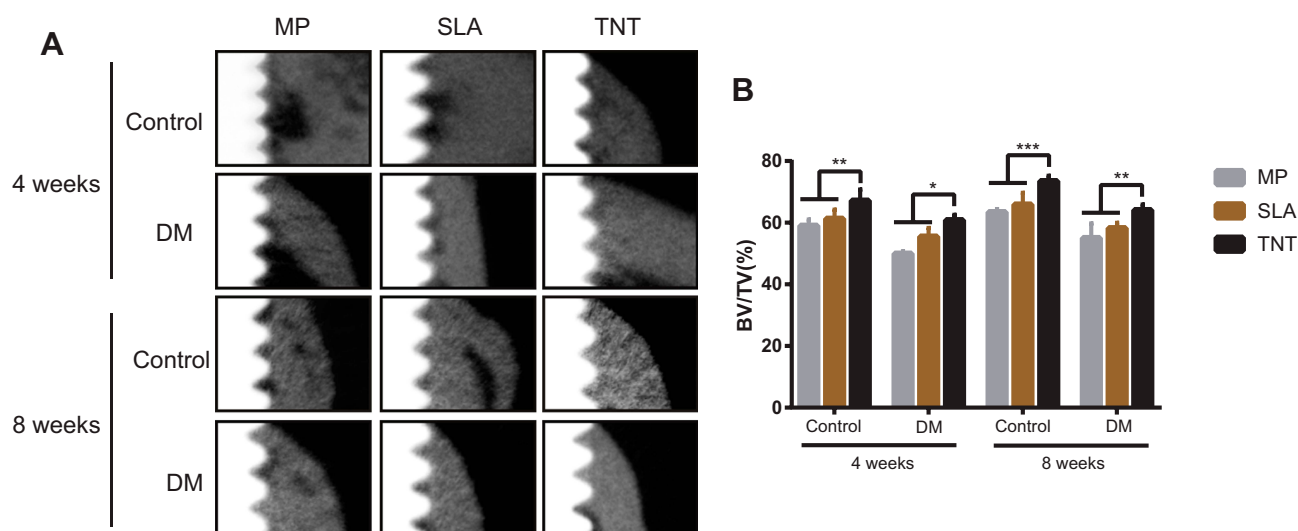 A
MP SLA TNT
4 weeks
Control
DM
8 weeks
Control
DM
B
BV/TV(%)
80
60
40
20
0
** * *** **
Control DM Control DM
4 weeks 8 weeks
MP
SLA
TNT